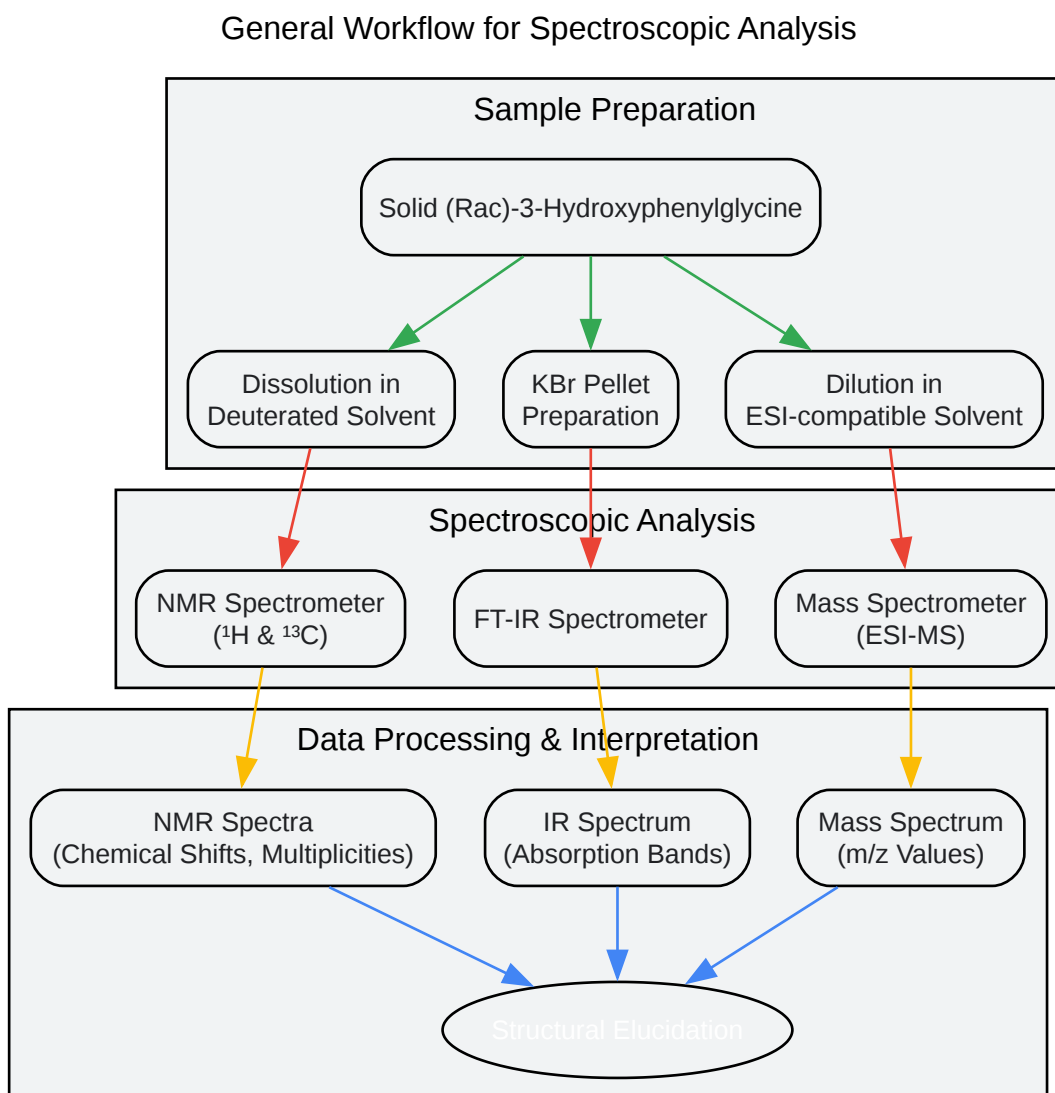 General Workflow for Spectroscopic Analysis
Sample Preparation
Solid (Rac)-3-Hydroxyphenylglycine
Dissolution in
Deuterated Solvent
KBr Pellet
Preparation
Dilution in
ESI-compatible Solvent
Spectroscopic Analysis
NMR Spectrometer
(¹H & ¹³C)
FT-IR Spectrometer
Mass Spectrometer
(ESI-MS)
Data Processing & Interpretation
NMR Spectra
(Chemical Shifts, Multiplicities)
IR Spectrum
(Absorption Bands)
Mass Spectrum
(m/z Values)
Structural Elucidation